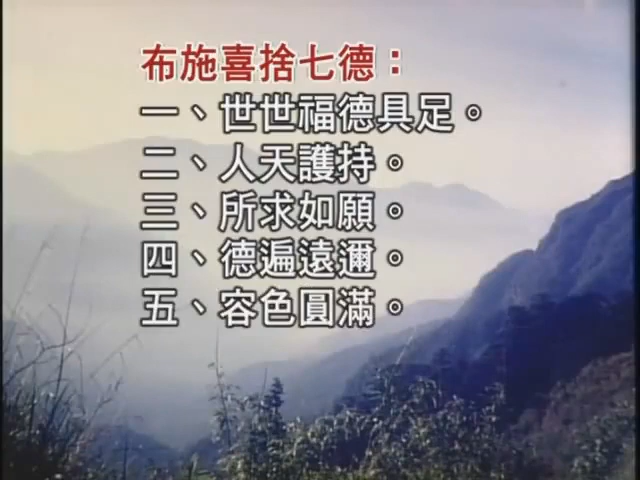 布施喜捨七德：
一、世世福德具足。
二、人天護持。
三、所求如願。
四、德遍遠邇。
五、容色圓滿。